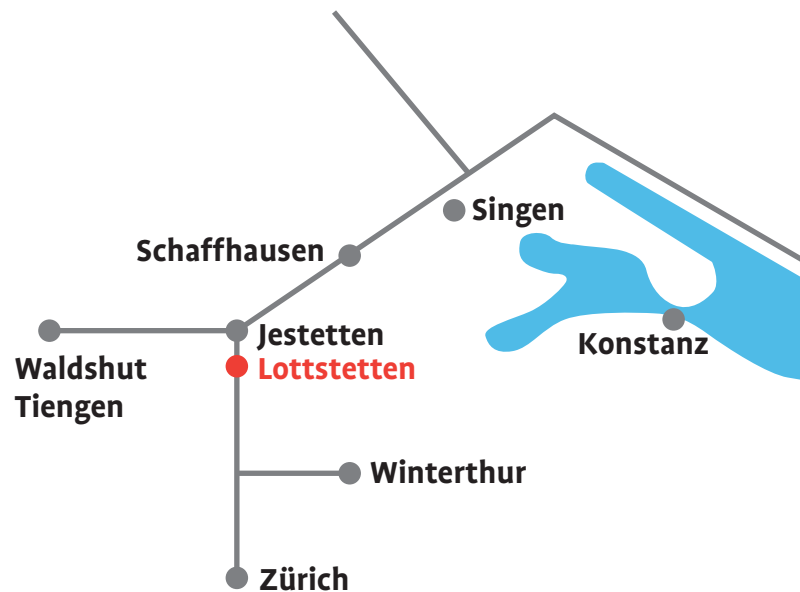 Singen
Schaffhausen
Jestetten
Konstanz
Waldshut
Tiengen
Lottstetten
Winterthur
Zürich